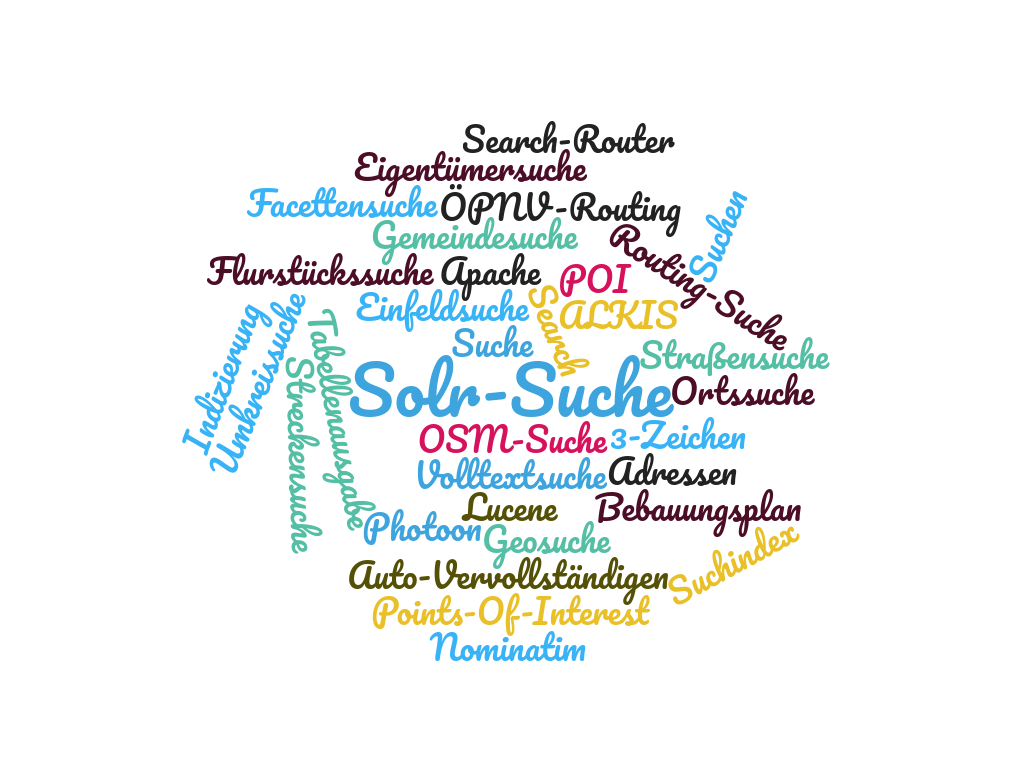 Search-Router
Eigentümersuche
Facettensuche
ÖPNV-Routing
Suchen
Gemeindesuche
Routing-Suche
Flurstückssuche
Apache
POI
Search
Einfeldsuche
ALKIS
Indizierung
Umkreissuche
Tabellenausgabe
Suche
Straßensuche
Streckensuche
Solr-Suche
Ortssuche
OSM-Suche
3-Zeichen
Volltextsuche
Adressen
Lucene
Bebauungsplan
Photoon
Geosuche
Suchindex
Auto-Vervollständigen
Points-Of-Interest
Nominatim